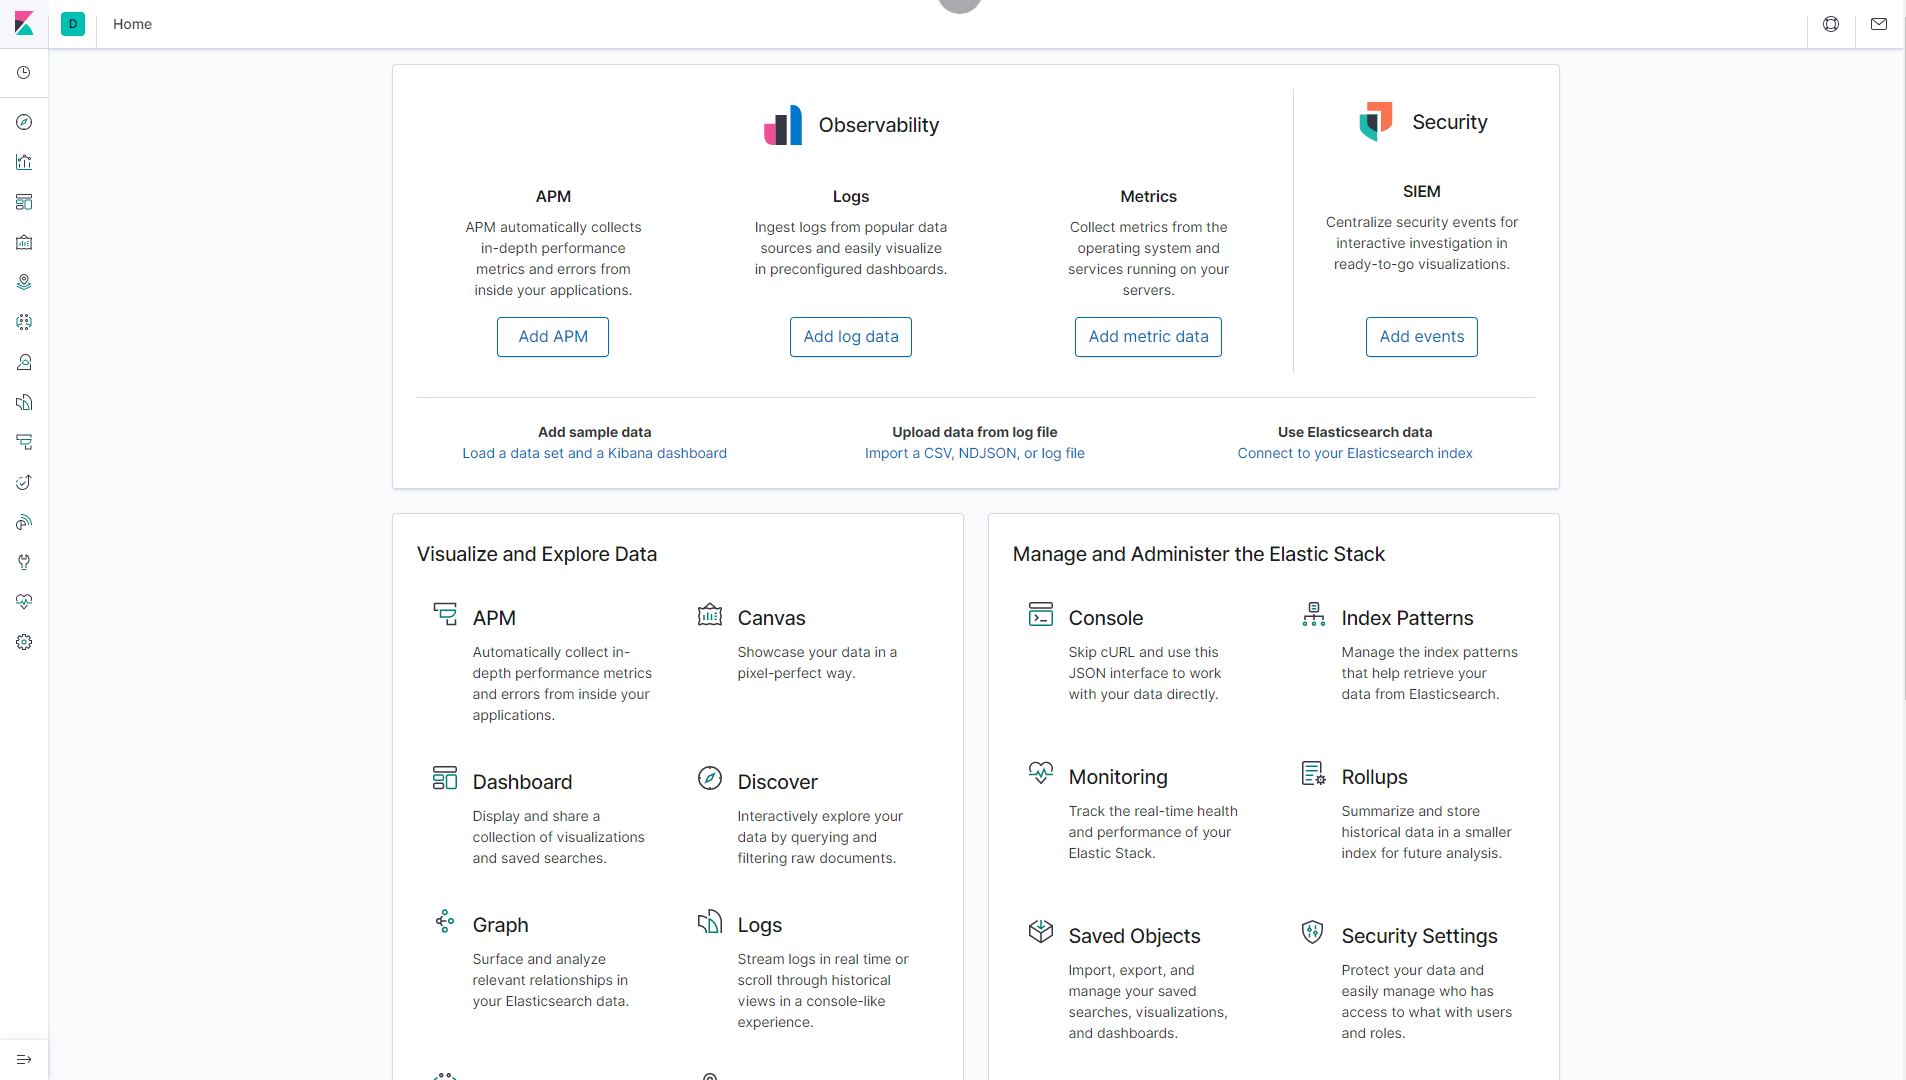 D
Home
Observability
Security
APM
APM automatically collects
in-depth performance
metrics and errors from
inside your applications.
Add APM
Logs
Ingest logs from popular data
sources and easily visualize
in preconfigured dashboards.
Add log data
Metrics
Collect metrics from the
operating system and
services running on your
servers.
Add metric data
SIEM
Centralize security events for
interactive investigation in
ready-to-go visualizations.
Add events
Add sample data
Load a data set and a Kibana dashboard
Upload data from log file
Import a CSV, NDJSON, or log file
Use Elasticsearch data
Connect to your Elasticsearch index
Visualize and Explore Data
APM
Automatically collect in-
depth performance metrics
and errors from inside your
applications.
Canvas
Showcase your data in a
pixel-perfect way.
Dashboard
Display and share a
collection of visualizations
and saved searches.
Discover
Interactively explore your
data by querying and
filtering raw documents.
Graph
Surface and analyze
relevant relationships in
your Elasticsearch data.
Logs
Stream logs in real time or
scroll through historical
views in a console-like
experience.
Manage and Administer the Elastic Stack
Console
Skip cURL and use this
JSON interface to work
with your data directly.
Index Patterns
Manage the index patterns
that help retrieve your
data from Elasticsearch.
Monitoring
Track the real-time health
and performance of your
Elastic Stack.
Rollups
Summarize and store
historical data in a smaller
index for future analysis.
Saved Objects
Import, export, and
manage your saved
searches, visualizations,
and dashboards.
Security Settings
Protect your data and
easily manage who has
access to what with users
and roles.